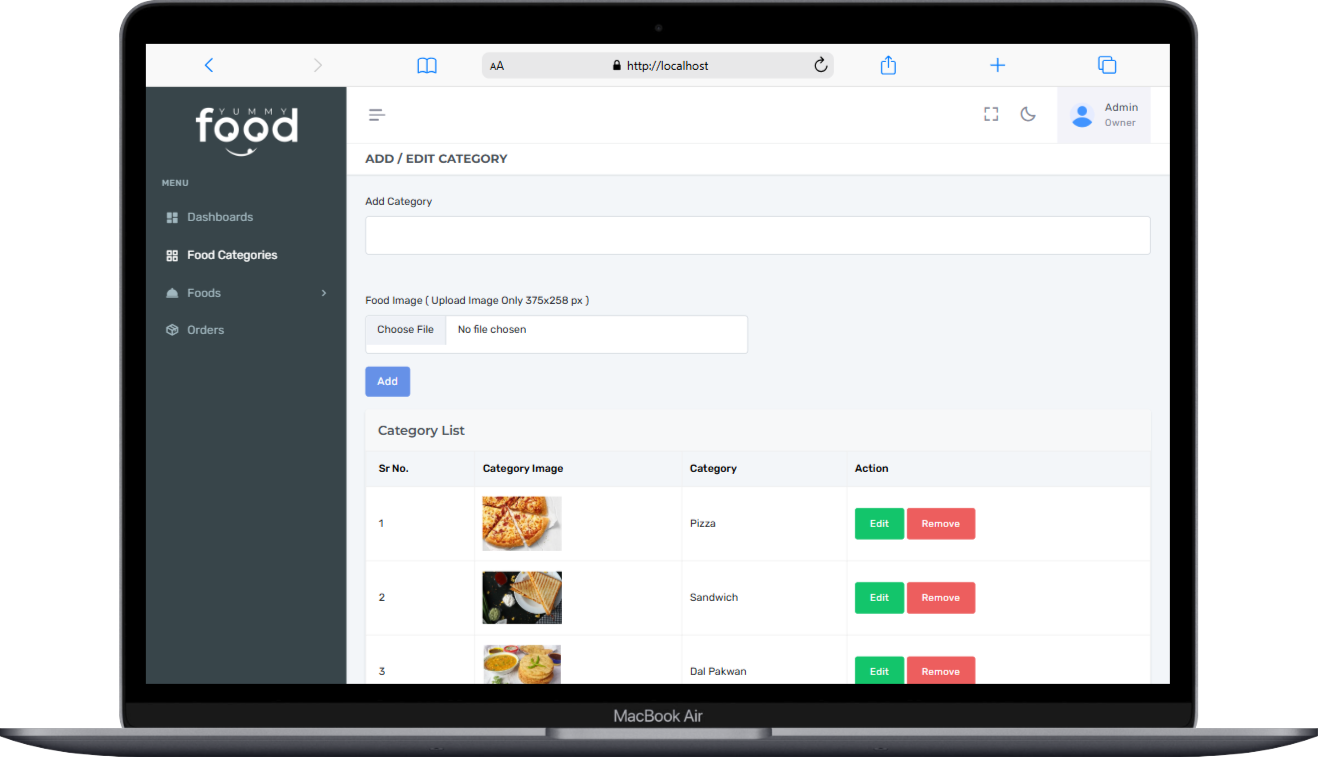 AA
http://localhost
YUMMY
food
Admin
Owner
ADD / EDIT CATEGORY
MENU
Dashboards
Food Categories
Foods
Orders
Add Category
Food Image ( Upload Image Only 375x258 px )
Choose File No file chosen
Add
Category List
Sr No. Category Image Category Action
1 Pizza Edit Remove
2 Sandwich Edit Remove
3 Dal Pakwan Edit Remove
MacBook Air